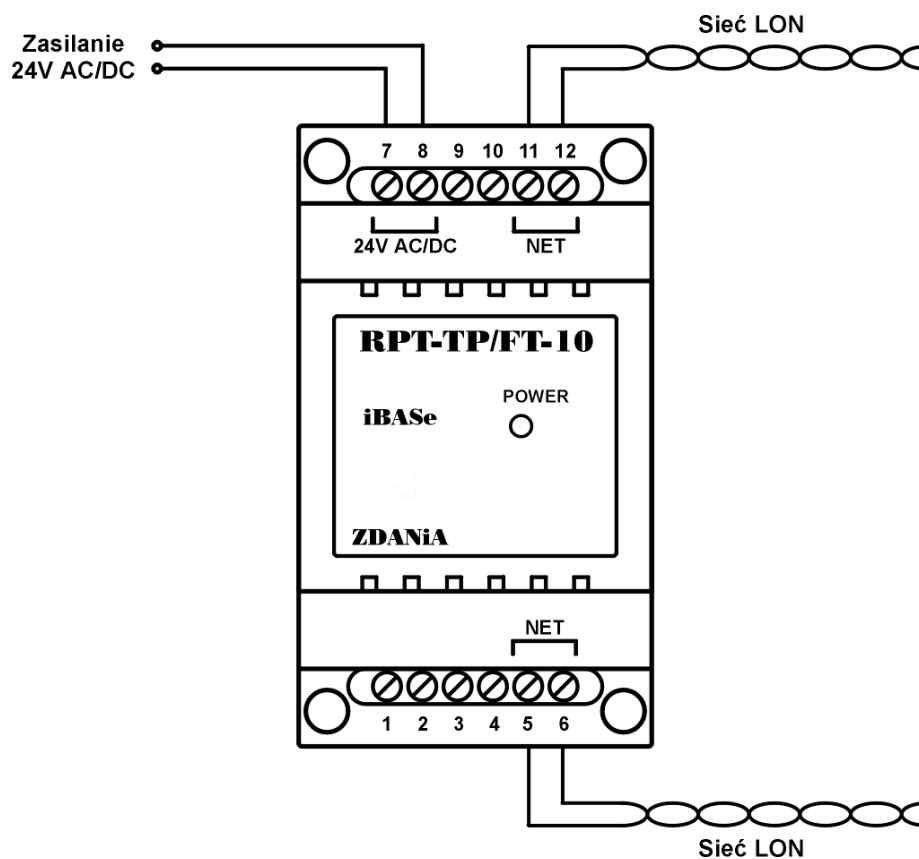 Sieć LON
Zasilanie
24V AC/DC
7 8 9 10 11 12
24V AC/DC NET
RPT-TP/FT-10
POWER
iBASe
ZDANiA
NET
1 2 3 4 5 6
Sieć LON